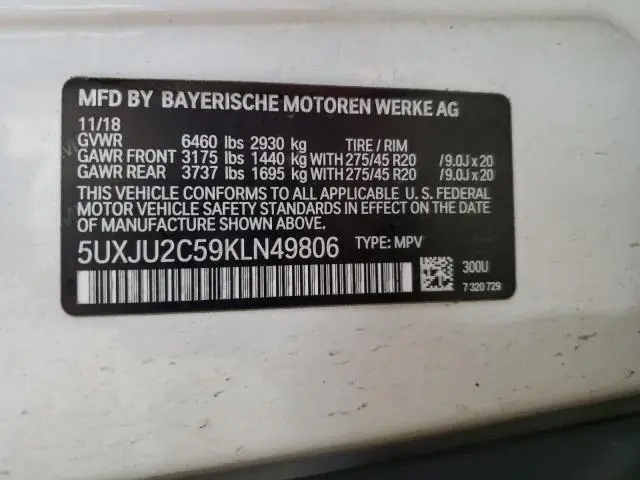 MFD BY BAYERISCHE MOTOREN WERKE AG
11/18
GVWR 6460 lbs 2930 kg TIRE / RIM
GAWR FRONT 3175 lbs 1440 kg WITH 275/45 R20 /9.0J x 20
GAWR REAR 3737 lbs 1695 kg WITH 275/45 R20 /9.0J x 20
THIS VEHICLE CONFORMS TO ALL APPLICABLE U. S. FEDERAL
MOTOR VEHICLE SAFETY STANDARDS IN EFFECT ON THE
DATE OF MANUFACTURE SHOWN ABOVE.
5UXJU2C59KLN49806 TYPE: MPV
300U
7 320 729